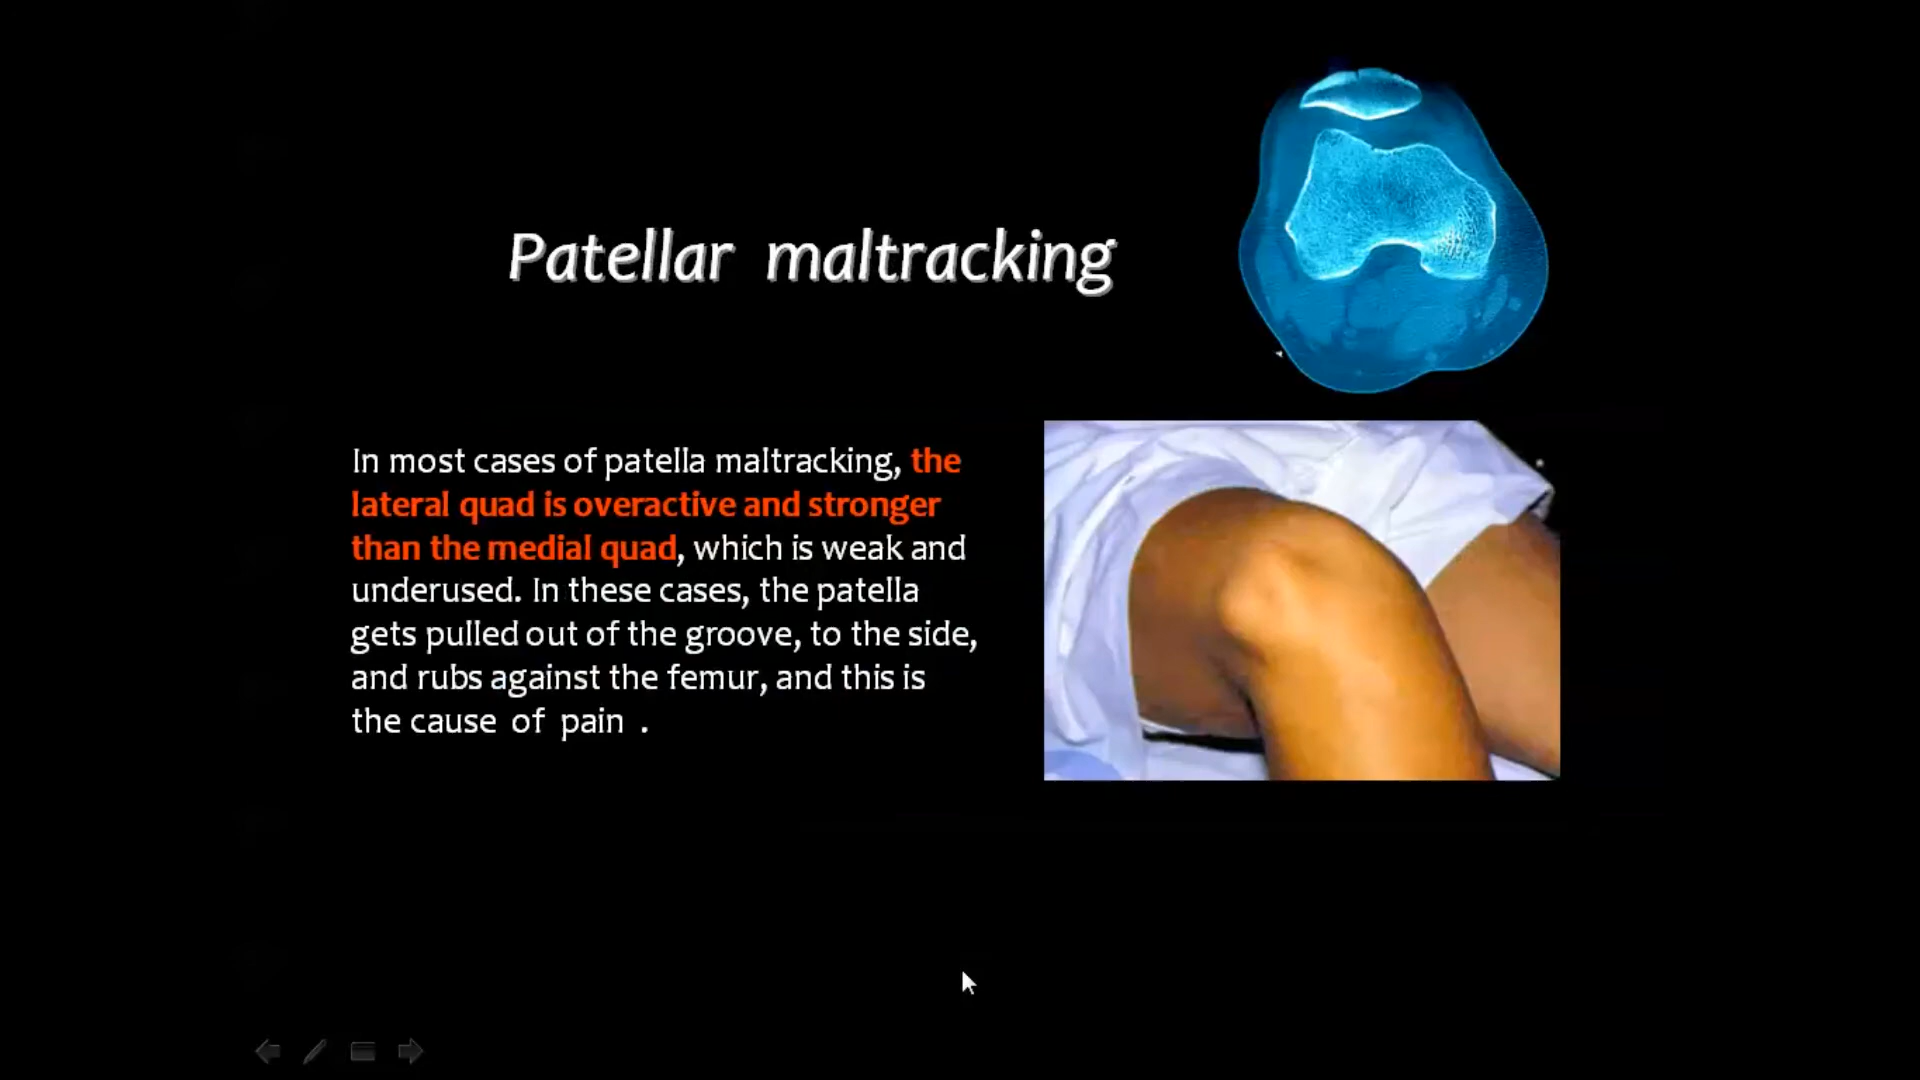 Patellar maltracking
In most cases of patella maltracking, the
lateral quad is overactive and stronger
than the medial quad, which is weak and
underused. In these cases, the patella
gets pulled out of the groove, to the side,
and rubs against the femur, and this is
the cause of pain .